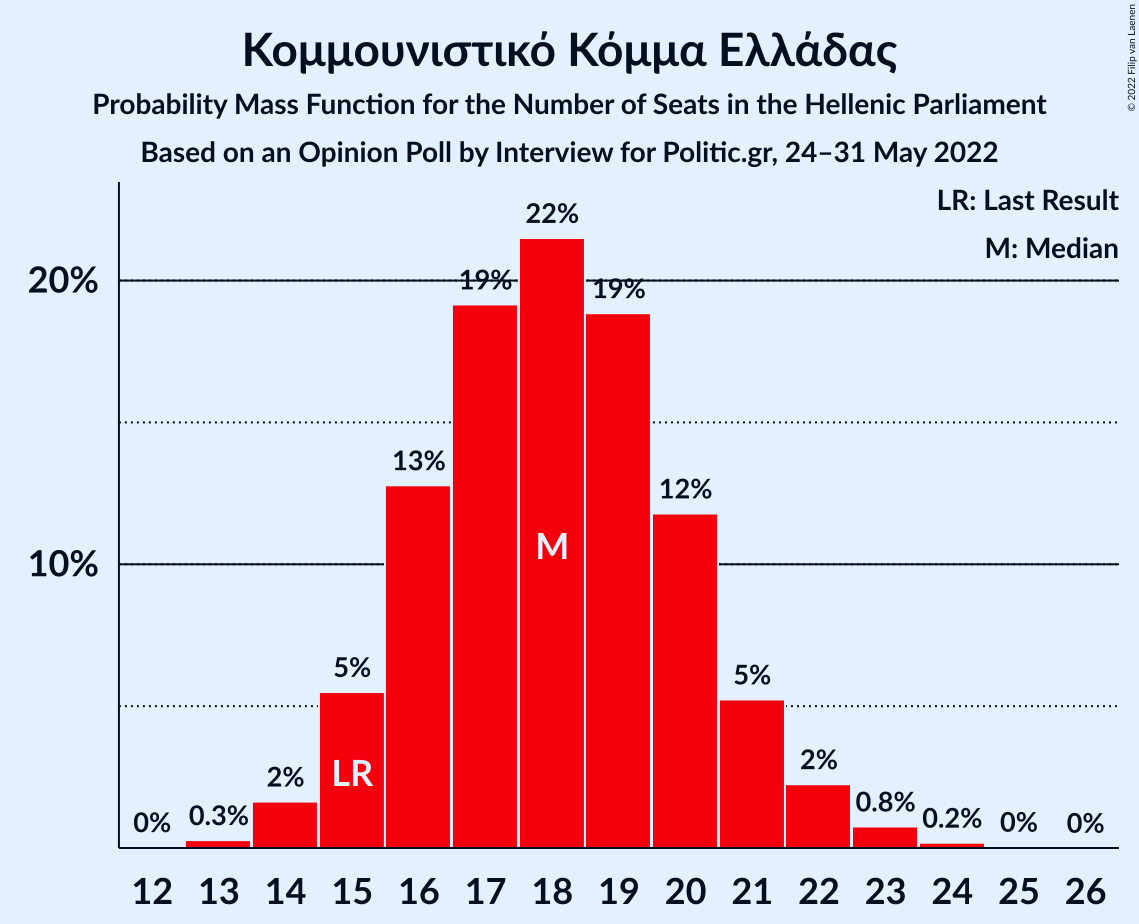 Κομμουνιστικό Κόμμα Ελλάδας
Probability Mass Function for the Number of Seats in the Hellenic Parliament
Based on an Opinion Poll by Interview for Politic.gr, 24–31 May 2022
© 2022 Filip van Laenen
LR: Last Result
M: Median
20%
10%
0%
0.3%
2%
5%
13%
19%
22%
19%
12%
5%
2%
0.8%
0.2%
0%
0%
LR
M
12 13 14 15 16 17 18 19 20 21 22 23 24 25 26